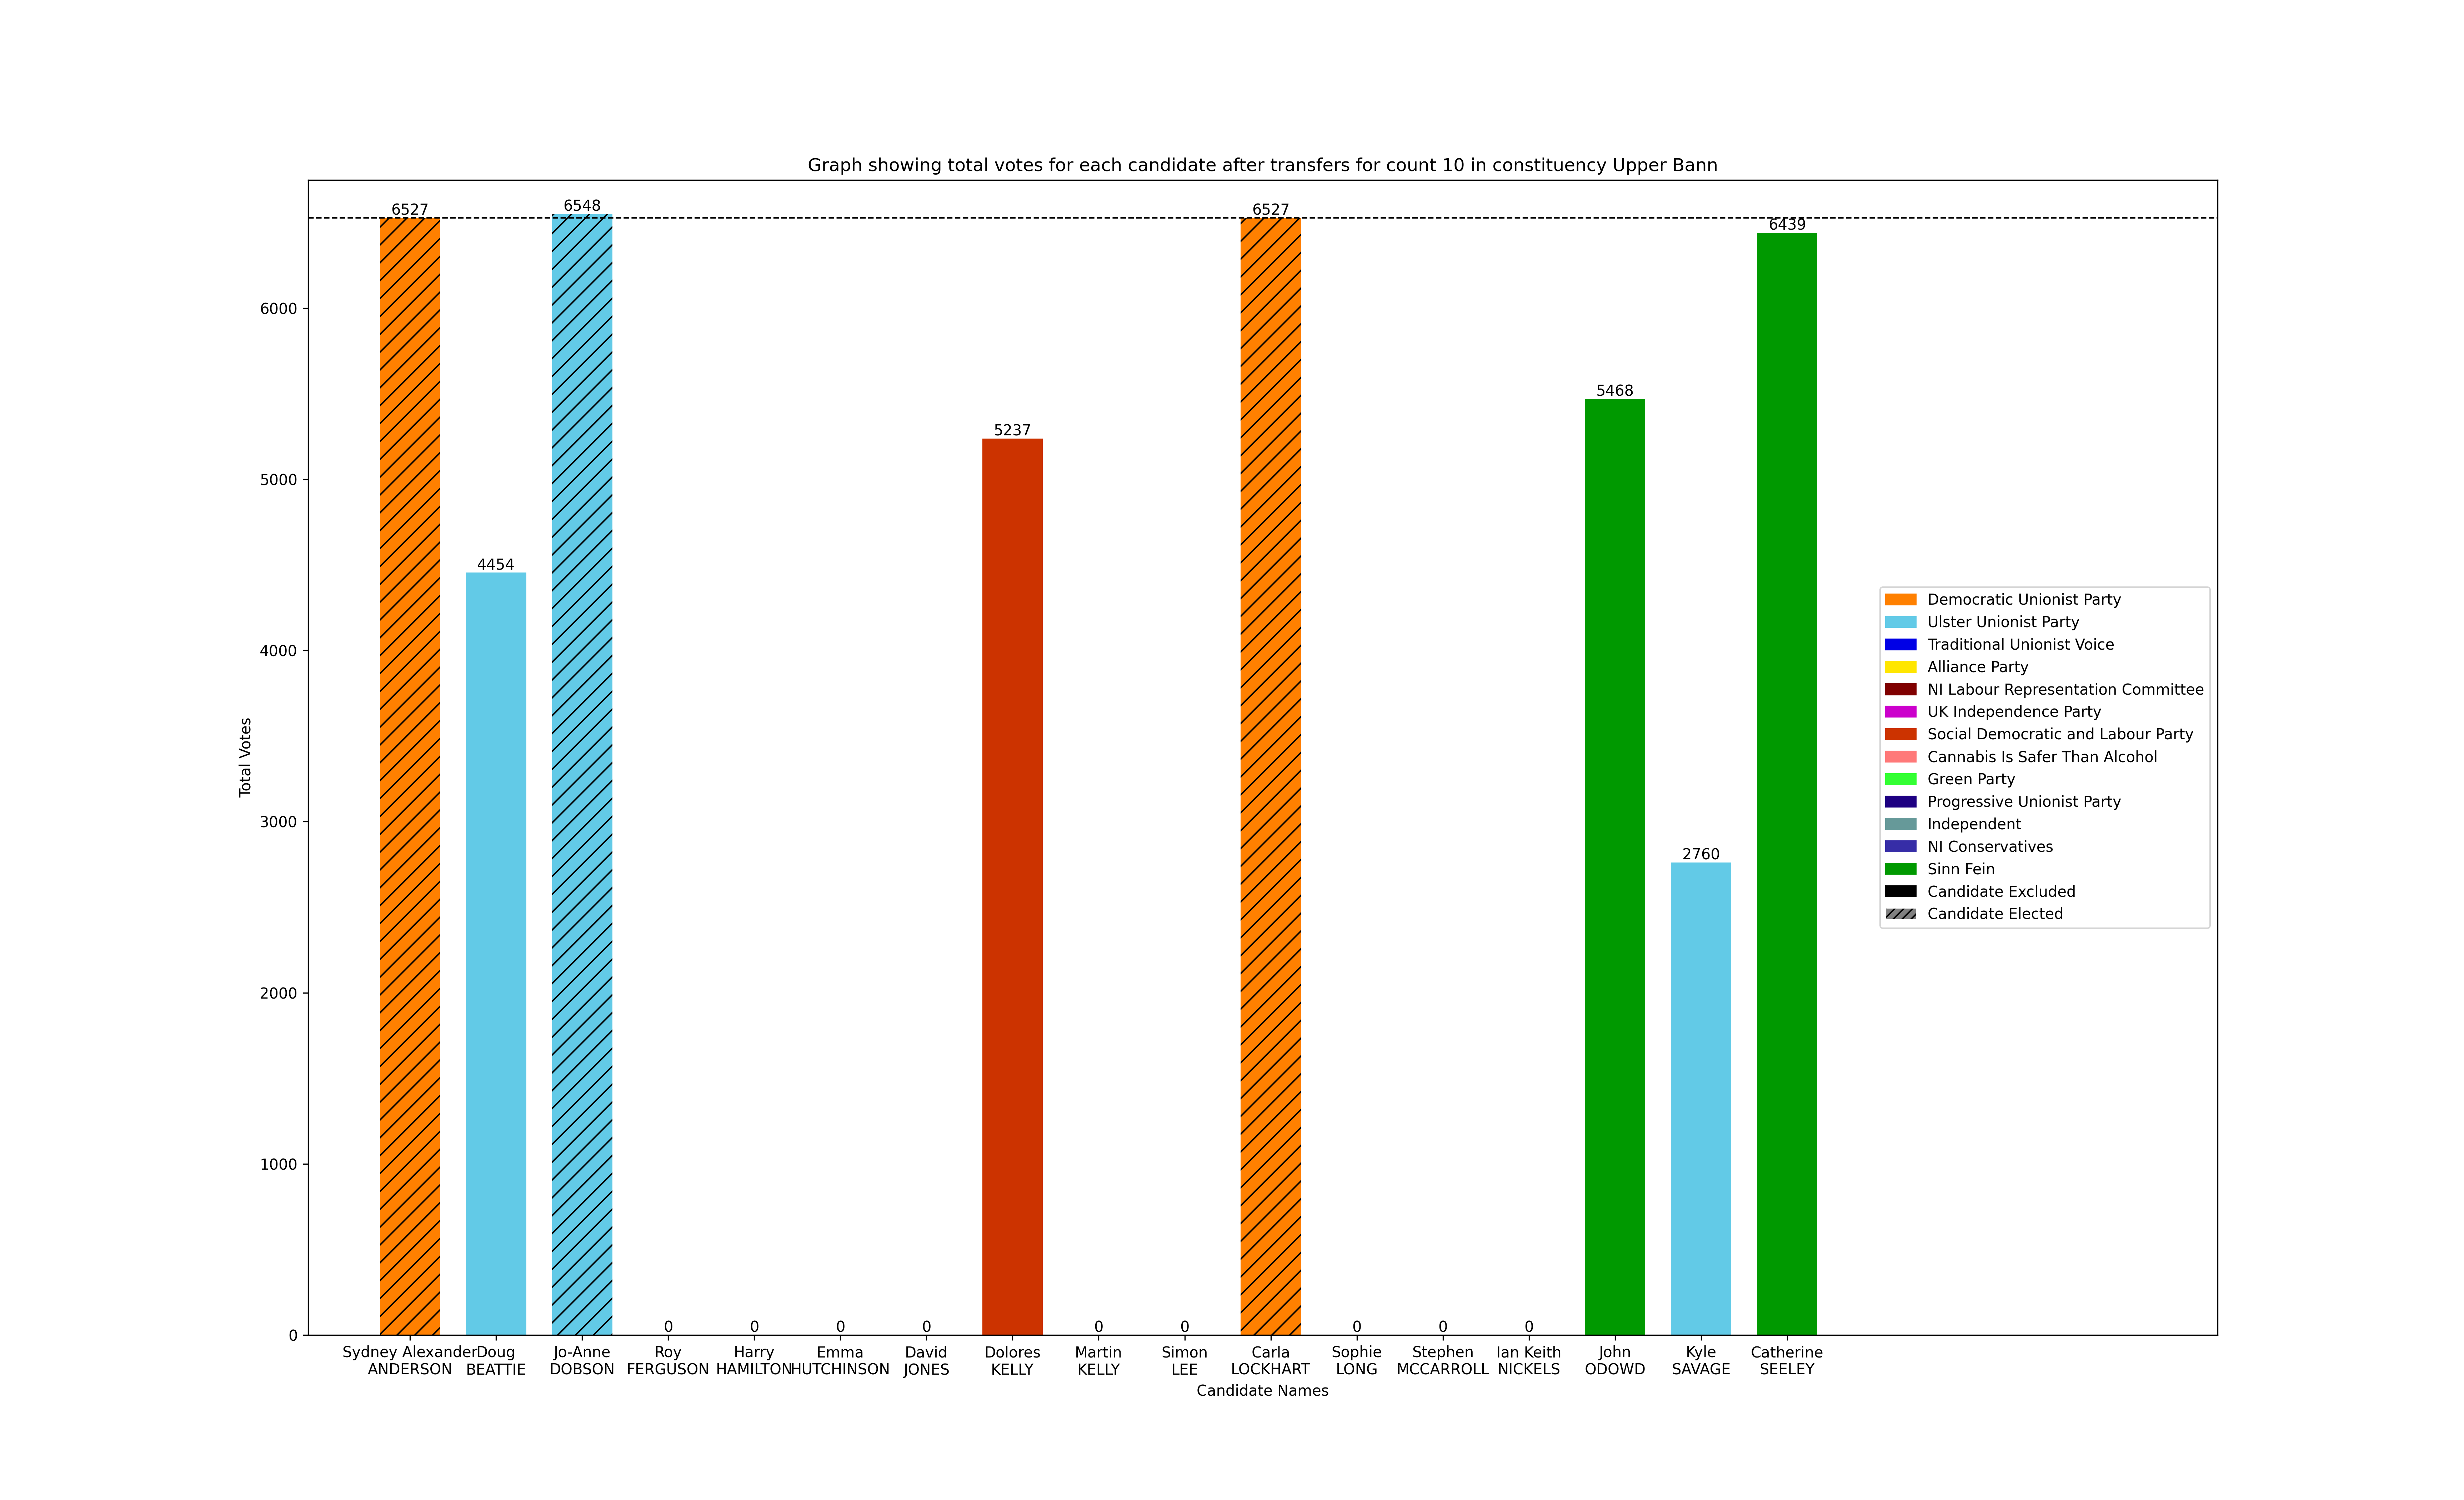 Graph showing total votes for each candidate after transfers for count 10 in constituency Upper Bann
6527
6548
6527
6439
6000
5468
5237
5000
4454
4000
3000
2760
2000
1000
0
0
0
0
0
0
0
0
0
0
Total Votes
Democratic Unionist Party
Ulster Unionist Party
Traditional Unionist Voice
Alliance Party
NI Labour Representation Committee
UK Independence Party
Social Democratic and Labour Party
Cannabis Is Safer Than Alcohol
Green Party
Progressive Unionist Party
Independent
NI Conservatives
Sinn Fein
Candidate Excluded
Candidate Elected
Sydney Alexander
ANDERSON
Doug
BEATTIE
Jo-Anne
DOBSON
Roy
FERGUSON
Harry
HAMILTON
Emma
HUTCHINSON
David
JONES
Dolores
KELLY
Martin
KELLY
Simon
LEE
Carla
LOCKHART
Sophie
LONG
Stephen
MCCARROLL
Ian Keith
NICKELS
John
ODOWD
Kyle
SAVAGE
Catherine
SEELEY
Candidate Names